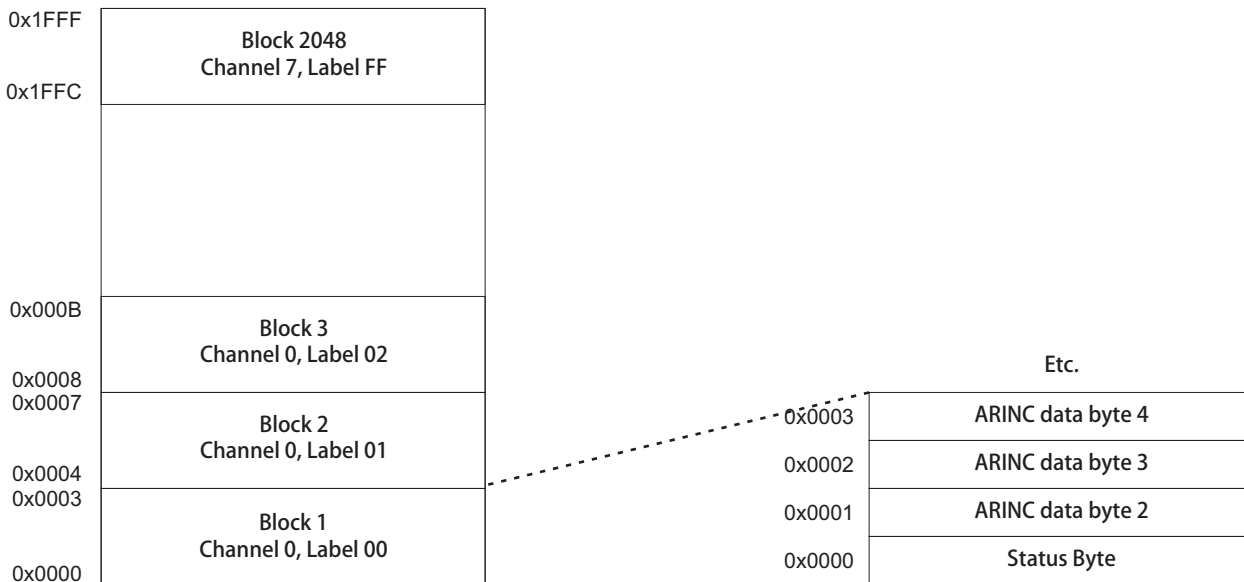 0x1FFF
Block 2048
Channel 7, Label FF
0x1FFC
0x000B
Block 3
Channel 0, Label 02
0x0008
0x0007
Block 2
Channel 0, Label 01
0x0004
0x0003
Block 1
Channel 0, Label 00
0x0000
Etc.
0x0003
ARINC data byte 4
0x0002
ARINC data byte 3
0x0001
ARINC data byte 2
0x0000
Status Byte